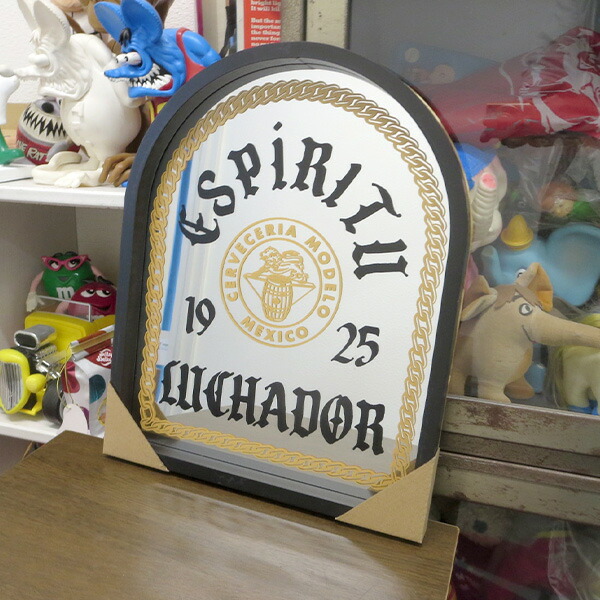 ESPIRITU
CERVECERIA MODELO
MEXICO
19 25
LUCHADOR